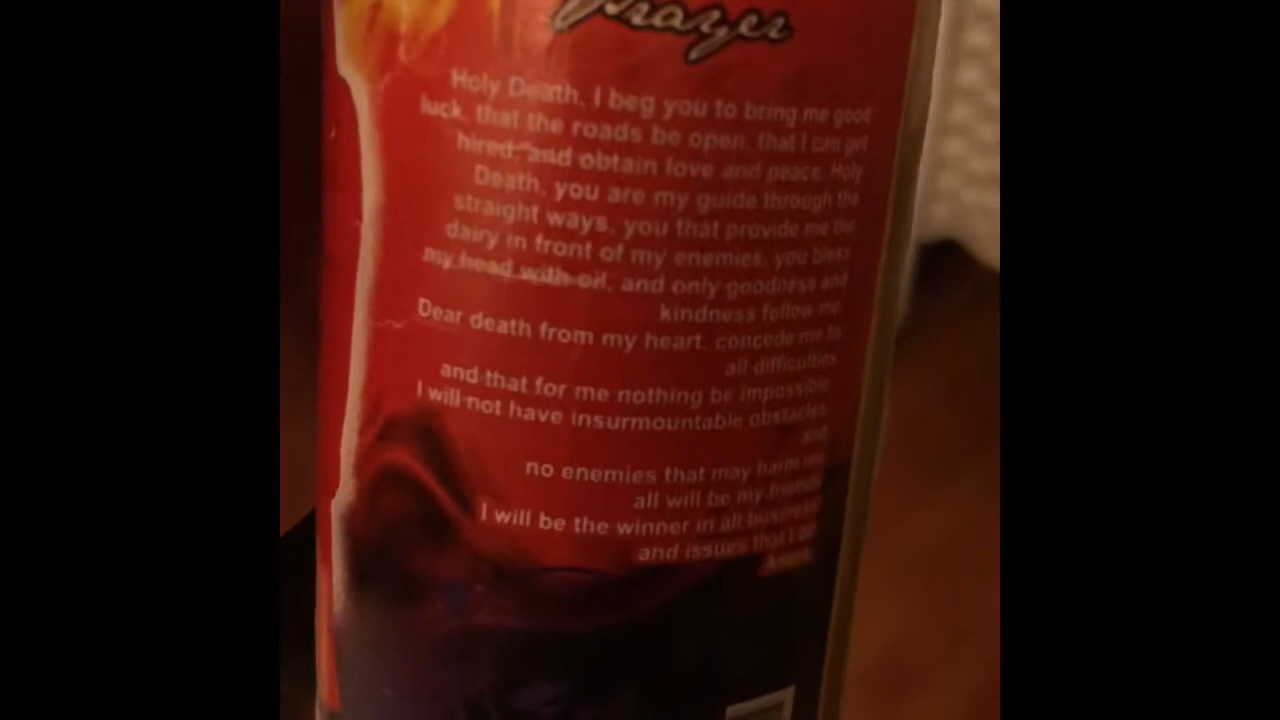 Prayer
Holy Death, I beg you to bring me good
luck, that the roads be open, that I can get
hired, and obtain love and peace. Holy
Death, you are my guide through the
straight ways, you that provide me the
dairy in front of my enemies, you bless
my head with oil, and only goodness and
kindness follow me.
Dear death from my heart, concede me to
all difficulties
and that for me nothing be impossible
I will not have insurmountable obstacles
and
no enemies that may harm me
all will be my friends
I will be the winner in all business
and issues that I do
Amen